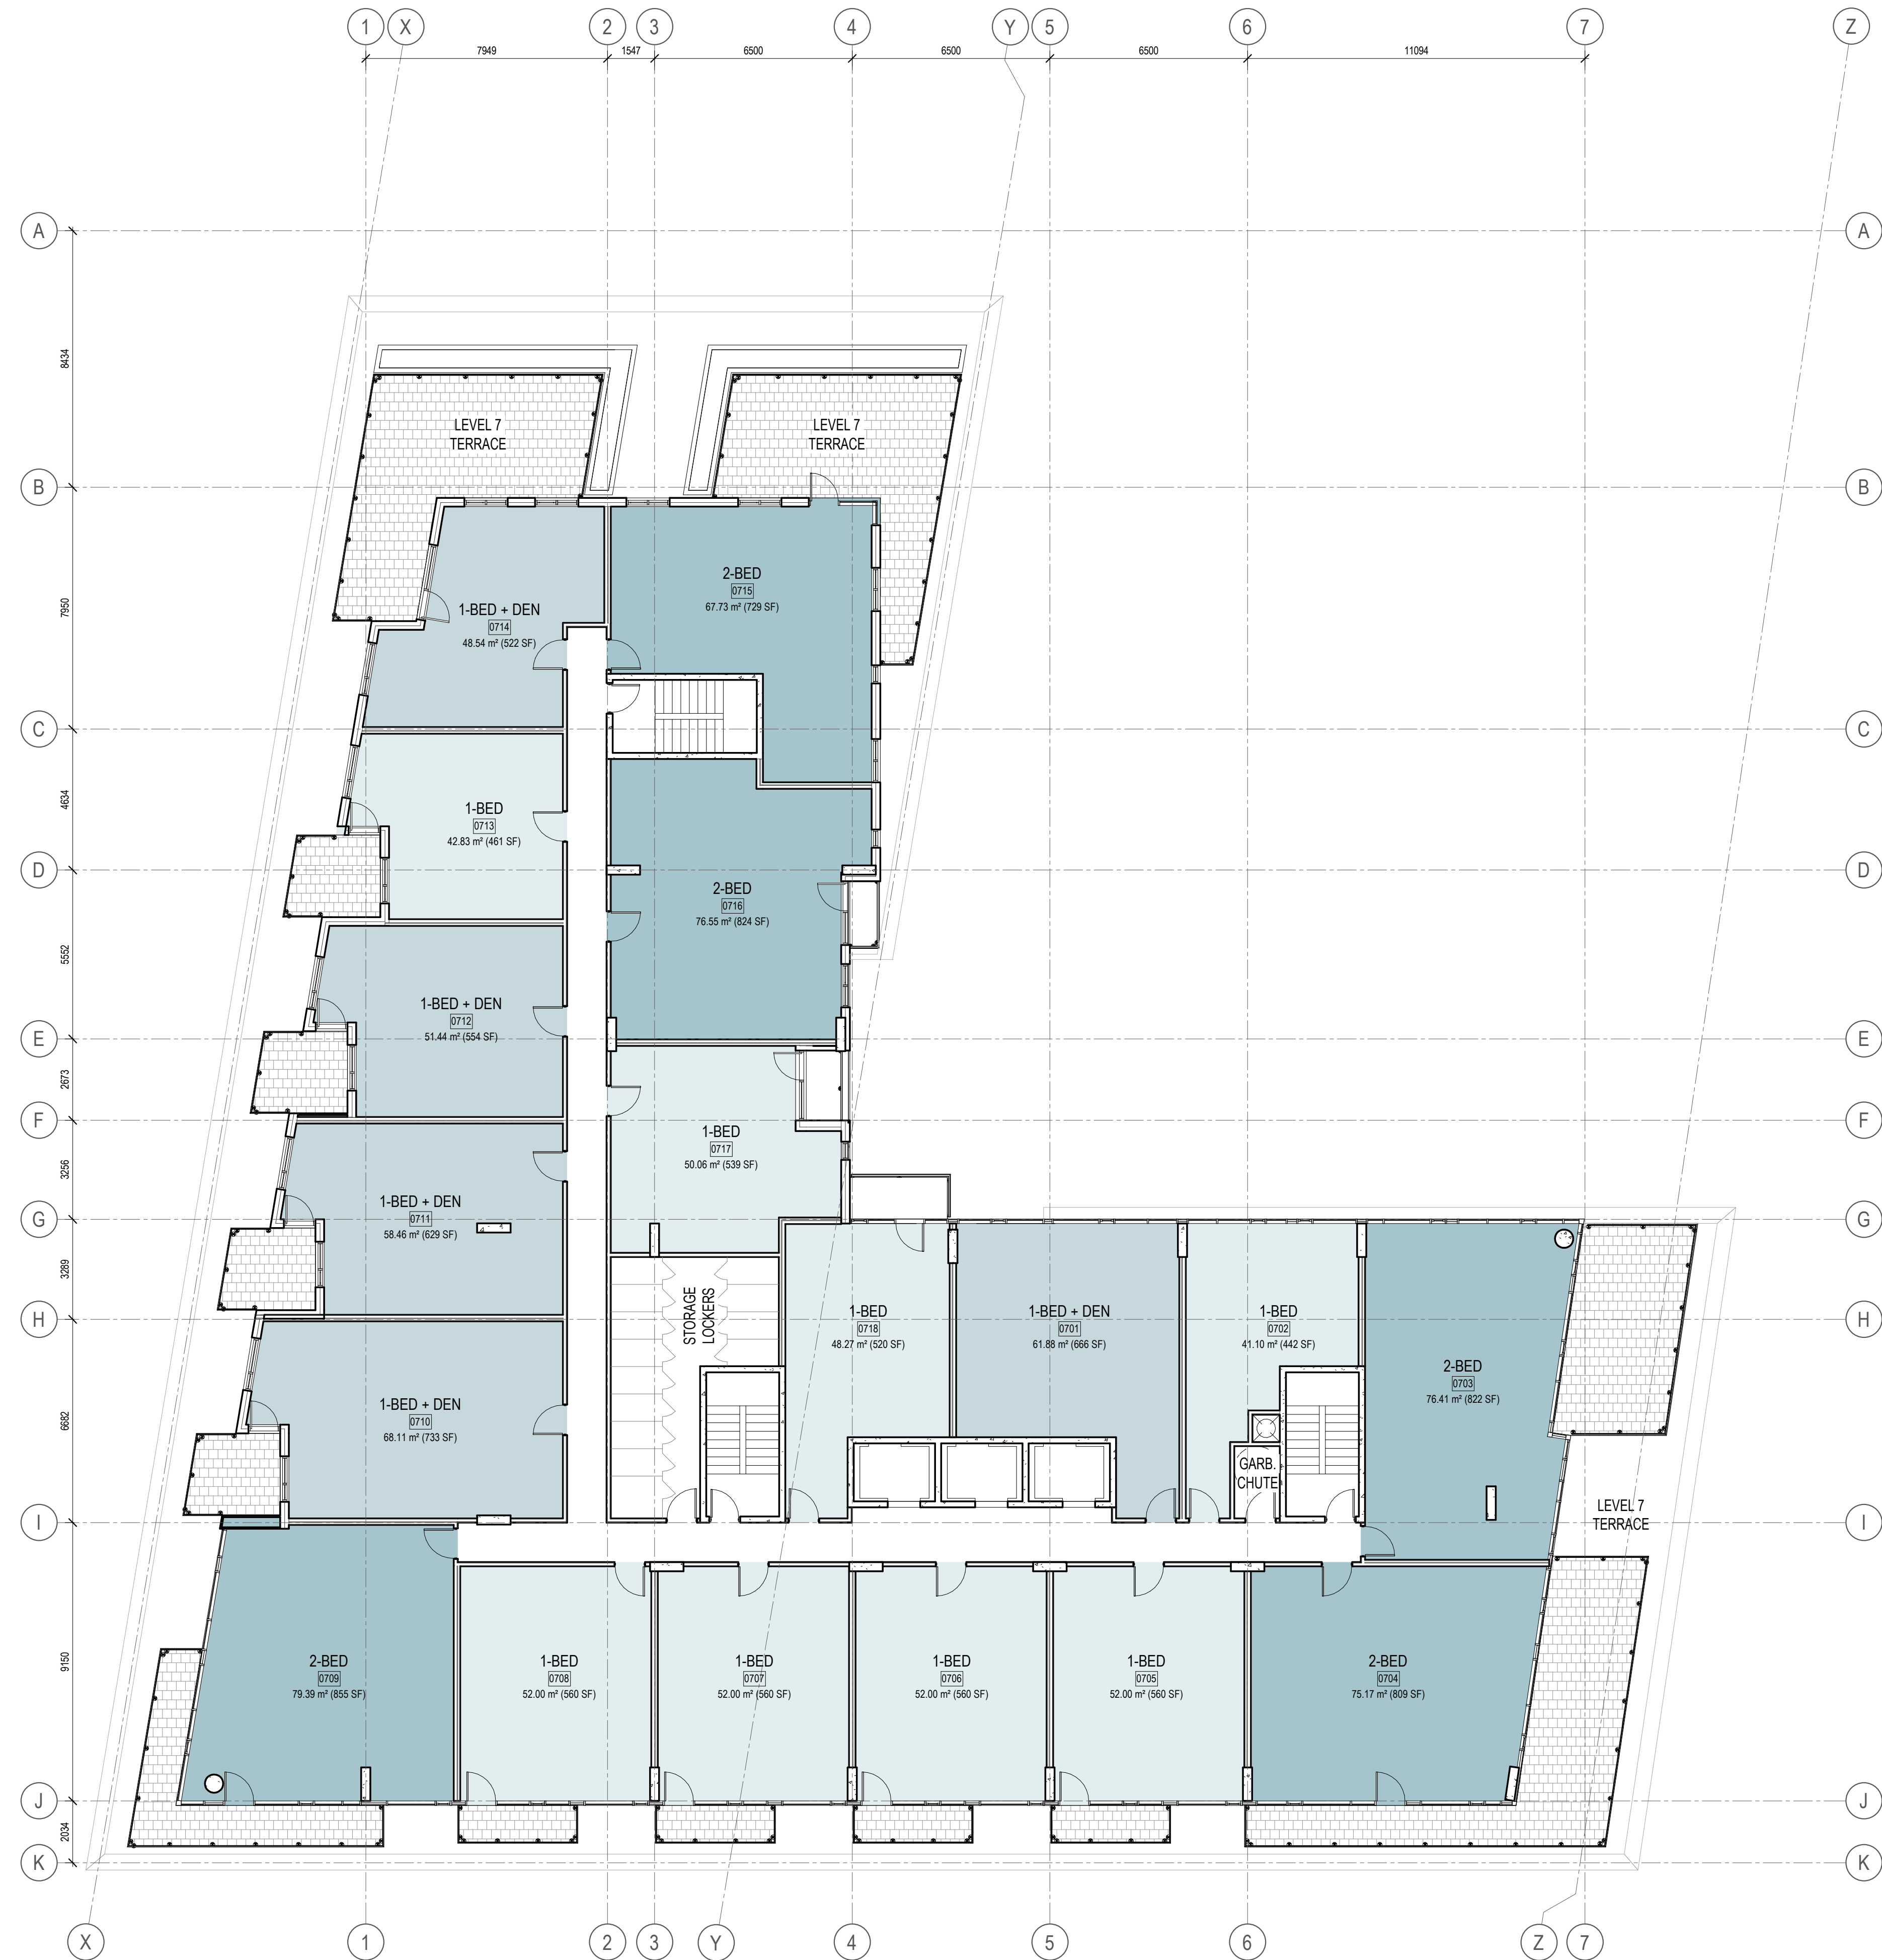 1
X
2
3
4
Y
5
6
7
Z
7949
1547
6500
6500
6500
11094
A
A
8434
LEVEL 7
TERRACE
LEVEL 7
TERRACE
B
B
7950
2-BED
0715
67.73 m² (729 SF)
1-BED + DEN
0714
48.54 m² (522 SF)
C
C
4634
1-BED
0713
42.83 m² (461 SF)
D
D
2-BED
0716
76.55 m² (824 SF)
5552
1-BED + DEN
0712
51.44 m² (554 SF)
E
E
2673
F
F
1-BED
0717
50.06 m² (539 SF)
3256
1-BED + DEN
0711
58.46 m² (629 SF)
G
G
3289
STORAGE
LOCKERS
1-BED
0718
48.27 m² (520 SF)
1-BED + DEN
0701
61.88 m² (666 SF)
1-BED
0702
41.10 m² (442 SF)
H
H
2-BED
0703
76.41 m² (822 SF)
6682
1-BED + DEN
0710
68.11 m² (733 SF)
GARB.
CHUTE
LEVEL 7
TERRACE
I
I
9150
2-BED
0709
79.39 m² (855 SF)
1-BED
0708
52.00 m² (560 SF)
1-BED
0707
52.00 m² (560 SF)
1-BED
0706
52.00 m² (560 SF)
1-BED
0705
52.00 m² (560 SF)
2-BED
0704
75.17 m² (809 SF)
J
J
2034
K
K
X
1
2
3
Y
4
5
6
Z
7